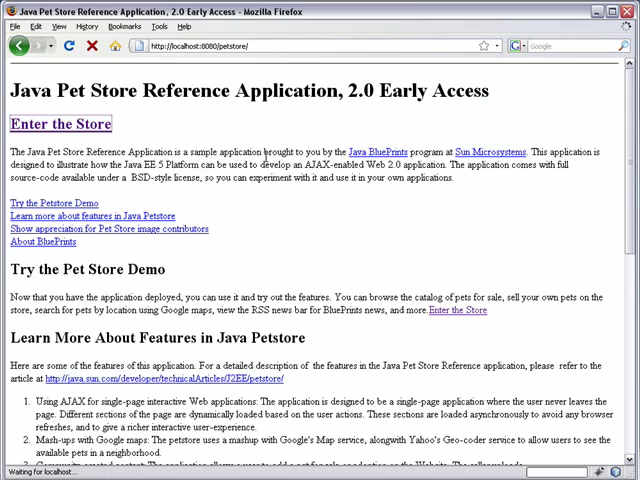 Java Pet Store Reference Application, 2.0 Early Access - Mozilla Firefox
File Edit View History Bookmarks Tools Help
http://localhost:8080/petstore/
Google
Java Pet Store Reference Application, 2.0 Early Access
Enter the Store
The Java Pet Store Reference Application is a sample application brought to you by the Java BluePrints program at Sun Microsystems. This application is
designed to illustrate how the Java EE 5 Platform can be used to develop an AJAX-enabled Web 2.0 application. The application comes with full
source-code available under a BSD-style license, so you can experiment with it and use it in your own applications.
Try the Petstore Demo
Learn more about features in Java Petstore
Show appreciation for Pet Store image contributors
About BluePrints
Try the Pet Store Demo
Now that you have the application deployed, you can use it and try out the features. You can browse the catalog of pets for sale, sell your own pets on the
store, search for pets by location using Google maps, view the RSS news bar for BluePrints news, and more.Enter the Store
Learn More About Features in Java Petstore
Here are some of the features of this application. For a detailed description of the features in the Java Pet Store Reference Application, please refer to the
article at http://java.sun.com/developer/technicalArticles/J2EE/petstore/
1. Using AJAX for single-page interactive Web applications: The application is designed to be a single-page application where the user never leaves the
page. Different sections of the page are dynamically loaded based on the user actions. These sections are loaded asynchronously to avoid any browser
refreshes, and to give a richer interactive user-experience.
2. Mash-ups with Google maps: The petstore uses a mashup with Google's Map service, alongwith Yahoo's Geo-coder service to allow users to see the
available pets in a neighborhood.
Waiting for localhost...